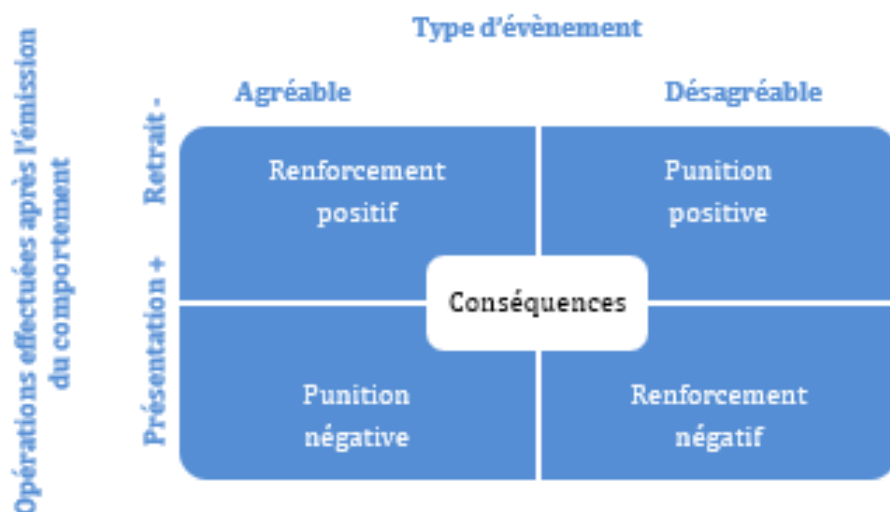 Type d'évènement
Agréable
Désagréable
Opérations effectuées après l'émission
du comportement
Retrait -
Présentation +
Renforcement
positif
Punition
positive
Conséquences
Punition
négative
Renforcement
négatif